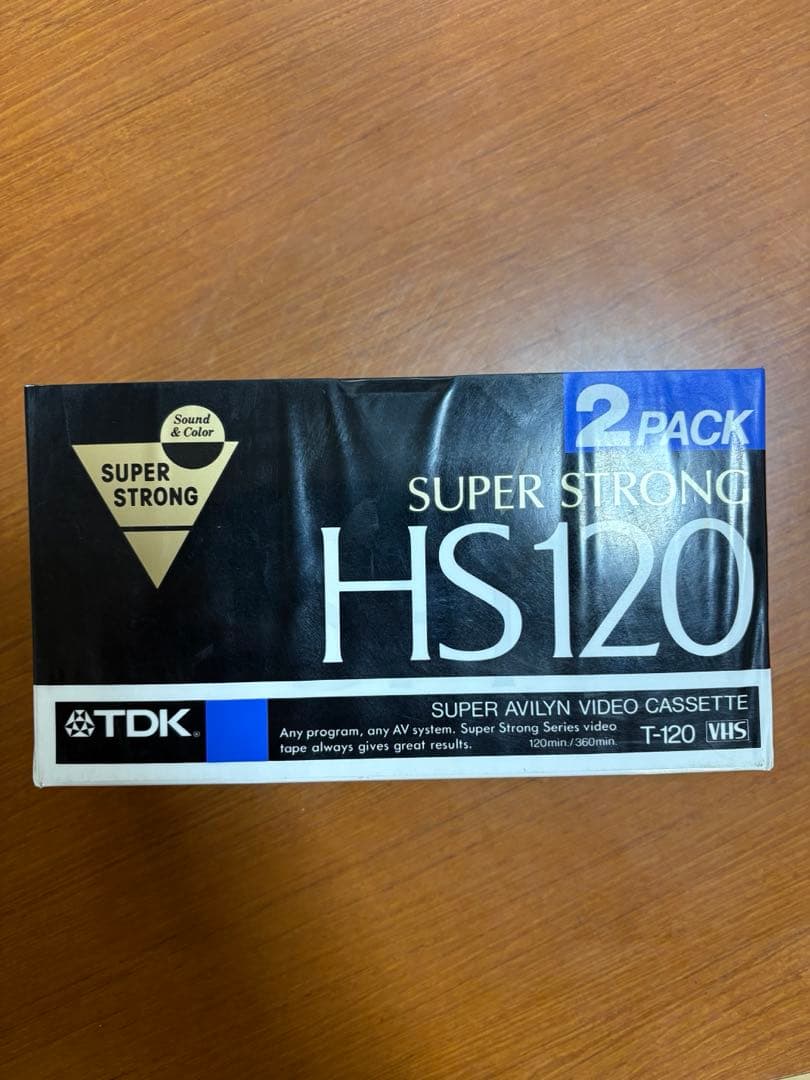 2 PACK
Sound
& Color
SUPER
STRONG
SUPER STRONG
HS120
TDK®
SUPER AVILYN VIDEO CASSETTE
Any program, any AV system. Super Strong Series video
tape always gives great results.
120min./360min.
T-120 VHS